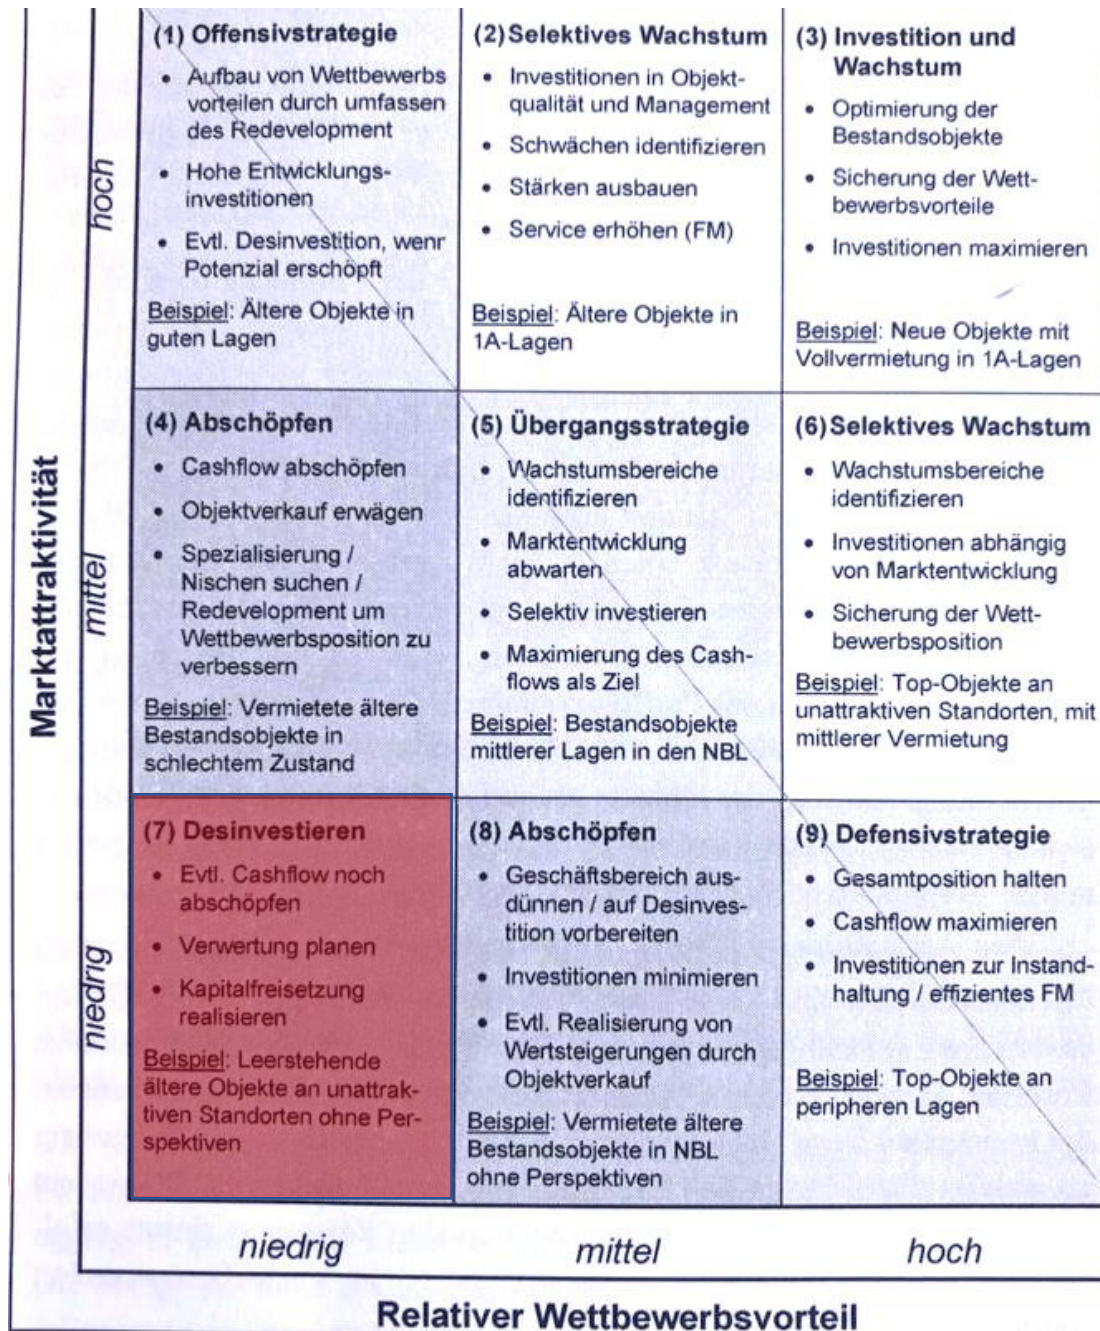 (1) Offensivstrategie
• Aufbau von Wettbewerbs
vorteilen durch umfassen
des Redevelopment
• Hohe Entwicklungs-
investitionen
• Evtl. Desinvestition, wenr
Potenzial erschöpft
Beispiel: Ältere Objekte in
guten Lagen
(2) Selektives Wachstum
• Investitionen in Objekt-
qualität und Management
• Schwächen identifizieren
• Stärken ausbauen
• Service erhöhen (FM)
Beispiel: Ältere Objekte in
1A-Lagen
(3) Investition und
Wachstum
• Optimierung der
Bestandsobjekte
• Sicherung der Wett-
bewerbsvorteile
• Investitionen maximieren
Beispiel: Neue Objekte mit
Vollvermietung in 1A-Lagen
(4) Abschöpfen
• Cashflow abschöpfen
• Objektverkauf erwägen
• Spezialisierung /
Nischen suchen /
Redevelopment um
Wettbewerbsposition zu
verbessern
Beispiel: Vermietete ältere
Bestandsobjekte in
schlechtem Zustand
(5) Übergangsstrategie
• Wachstumsbereiche
identifizieren
• Marktentwicklung
abwarten
• Selektiv investieren
• Maximierung des Cash-
flows als Ziel
Beispiel: Bestandsobjekte
mittlerer Lagen in den NBL
(6) Selektives Wachstum
• Wachstumsbereiche
identifizieren
• Investitionen abhängig
von Marktentwicklung
• Sicherung der Wett-
bewerbsposition
Beispiel: Top-Objekte an
unattraktiven Standorten, mit
mittlerer Vermietung
(7) Desinvestieren
• Evtl. Cashflow noch
abschöpfen
• Verwertung planen
• Kapitalfreisetzung
realisieren
Beispiel: Leerstehende
ältere Objekte an unattrak-
tiven Standorten ohne Per-
spektiven
(8) Abschöpfen
• Geschäftsbereich aus-
dünnen / auf Desinves-
tition vorbereiten
• Investitionen minimieren
• Evtl. Realisierung von
Wertsteigerungen durch
Objektverkauf
Beispiel: Vermietete ältere
Bestandsobjekte in NBL
ohne Perspektiven
(9) Defensivstrategie
• Gesamtposition halten
• Cashflow maximieren
• Investitionen zur Instand-
haltung / effizientes FM
Beispiel: Top-Objekte an
peripheren Lagen
Marktattraktivität
hoch
mittel
niedrig
niedrig
mittel
hoch
Relativer Wettbewerbsvorteil